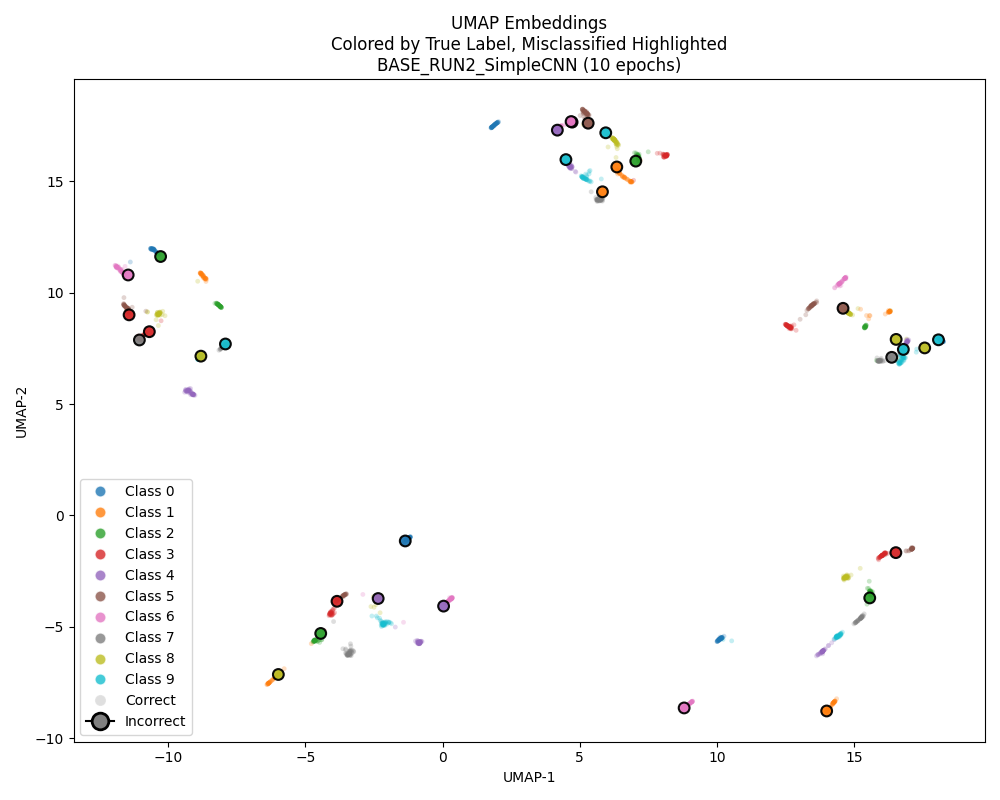 UMAP Embeddings
Colored by True Label, Misclassified Highlighted
BASE_RUN2_SimpleCNN (10 epochs)
UMAP-2
15
10
5
0
−5
−10
Class 0
Class 1
Class 2
Class 3
Class 4
Class 5
Class 6
Class 7
Class 8
Class 9
Correct
Incorrect
−10 −5 0 5 10 15
UMAP-1